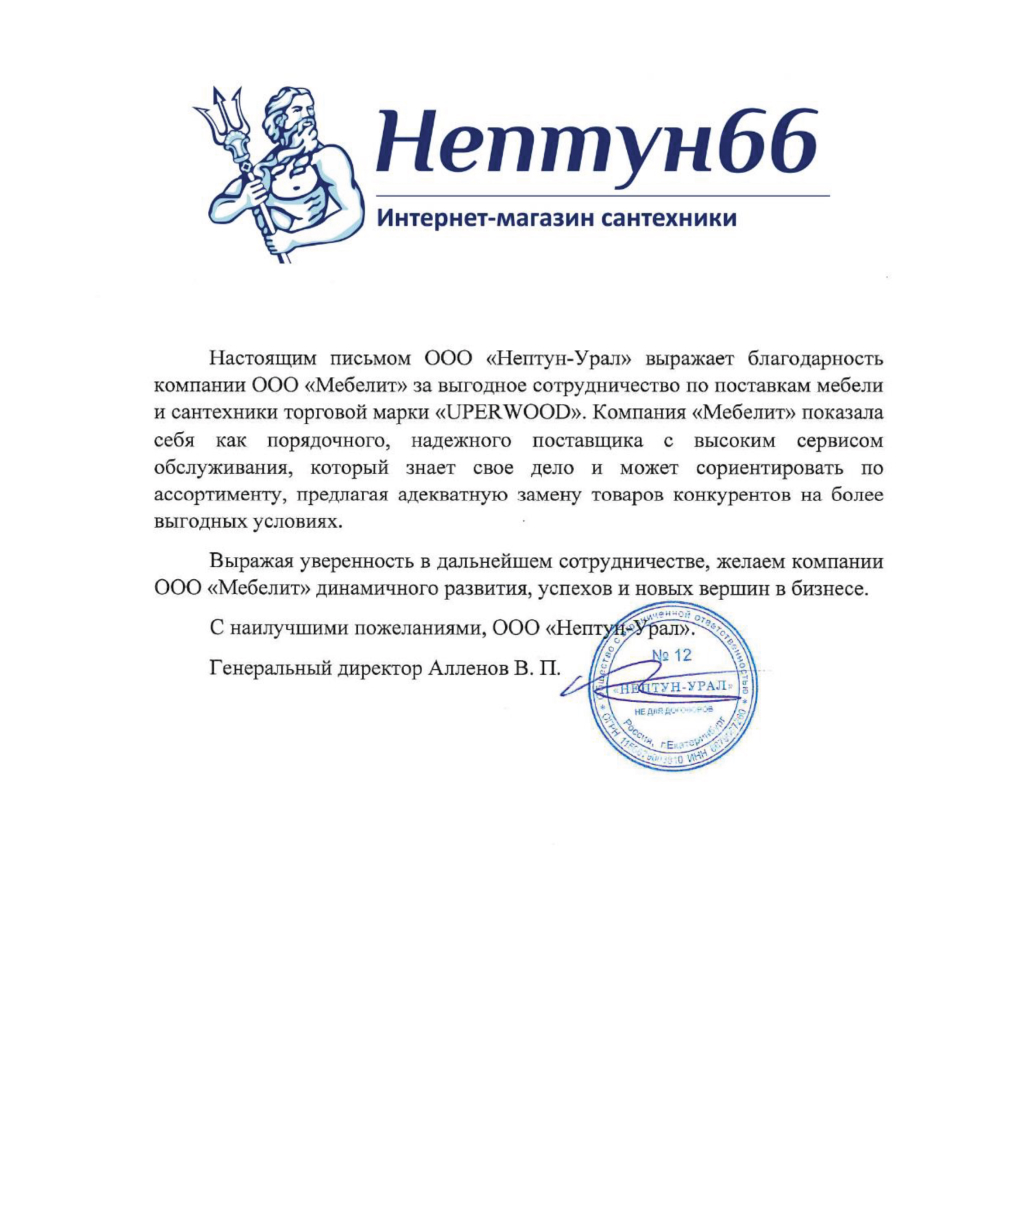 Нептун66
Интернет-магазин сантехники
Настоящим письмом ООО «Нептун-Урал» выражает благодарность
компании ООО «Мебелит» за выгодное сотрудничество по поставкам мебели
и сантехники торговой марки «UPERWOOD». Компания «Мебелит» показала
себя как порядочного, надежного поставщика с высоким сервисом
обслуживания, который знает свое дело и может сориентировать по
ассортименту, предлагая адекватную замену товаров конкурентов на более
выгодных условиях.
Выражая уверенность в дальнейшем сотрудничестве, желаем компании
ООО «Мебелит» динамичного развития, успехов и новых вершин в бизнесе.
С наилучшими пожеланиями, ООО «Нептун-Урал».
Генеральный директор Алленов В. П.
Общество с ограниченной ответственностью
№ 12
«НЕПТУН-УРАЛ»
НЕ ДЛЯ ДОГОВОРОВ
Россия, г.Екатеринбург
ОГРН ИНН